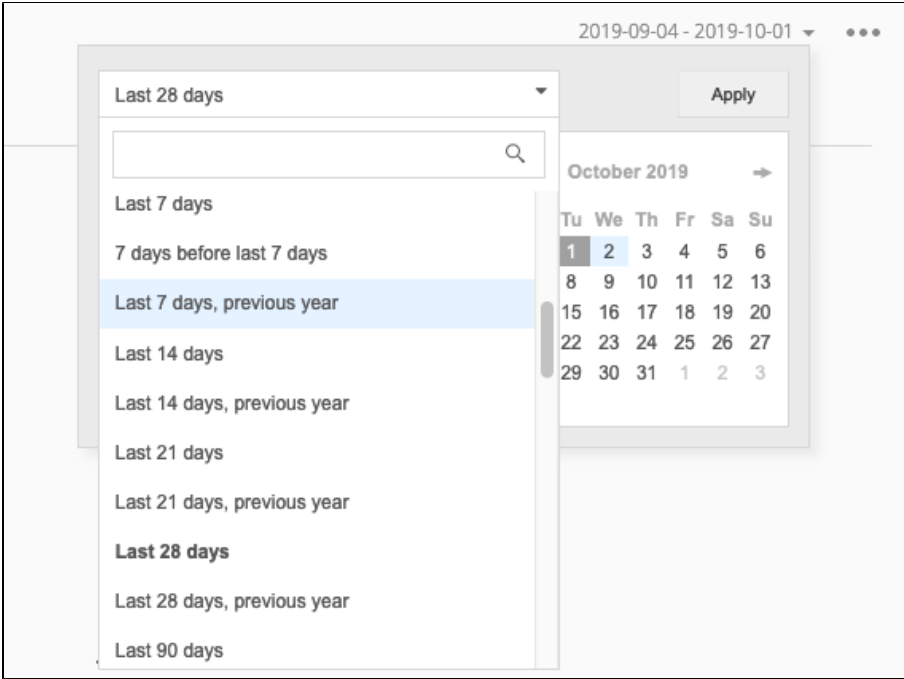 2019-09-04 - 2019-10-01
Last 28 days
Apply
October 2019
Tu We Th Fr Sa Su
1 2 3 4 5 6
8 9 10 11 12 13
15 16 17 18 19 20
22 23 24 25 26 27
29 30 31 1 2 3
Last 7 days
7 days before last 7 days
Last 7 days, previous year
Last 14 days
Last 14 days, previous year
Last 21 days
Last 21 days, previous year
Last 28 days
Last 28 days, previous year
Last 90 days